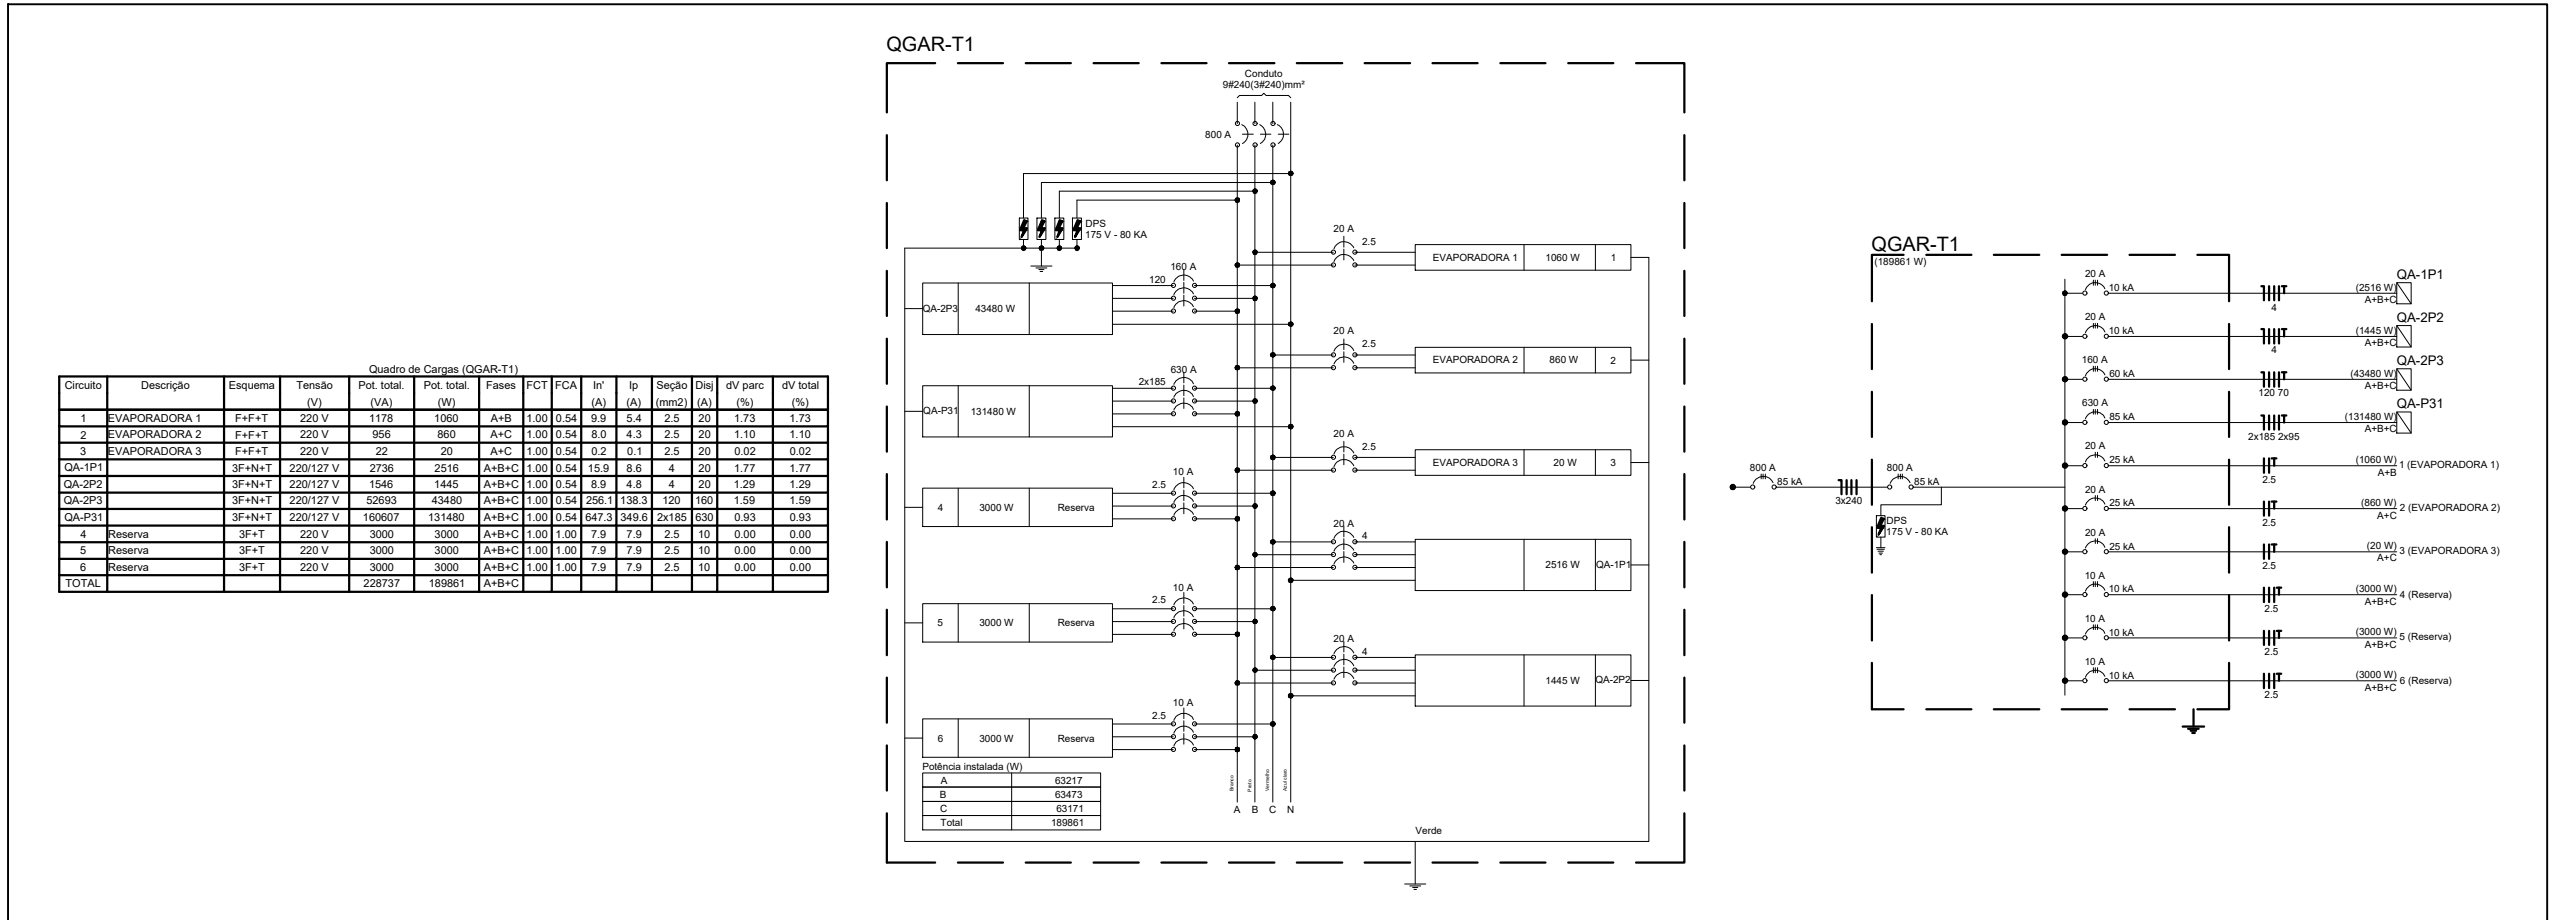 Quadro de Cargas (QGAR-T1)
Circuito Descrição Esquema Tensão (V) Pot. total. (VA) Pot. total. (W) Fases FCT FCA In' (A) Ip (A) Seção (mm2) Disj (A) dV parc (%) dV total (%)
1 EVAPORADORA 1 F+F+T 220 V 1178 1060 A+B 1.00 0.54 9.9 5.4 2.5 20 1.73 1.73
2 EVAPORADORA 2 F+F+T 220 V 956 860 A+C 1.00 0.54 8.0 4.3 2.5 20 1.10 1.10
3 EVAPORADORA 3 F+F+T 220 V 22 20 A+C 1.00 0.54 0.2 0.1 2.5 20 0.02 0.02
QA-1P1 3F+N+T 220/127 V 2736 2516 A+B+C 1.00 0.54 15.9 8.6 4 20 1.77 1.77
QA-2P2 3F+N+T 220/127 V 1546 1445 A+B+C 1.00 0.54 8.9 4.8 4 20 1.29 1.29
QA-2P3 3F+N+T 220/127 V 52693 43480 A+B+C 1.00 0.54 256.1 138.3 120 160 1.59 1.59
QA-P31 3F+N+T 220/127 V 160607 131480 A+B+C 1.00 0.54 647.3 349.6 2x185 630 0.93 0.93
4 Reserva 3F+T 220 V 3000 3000 A+B+C 1.00 1.00 7.9 7.9 2.5 10 0.00 0.00
5 Reserva 3F+T 220 V 3000 3000 A+B+C 1.00 1.00 7.9 7.9 2.5 10 0.00 0.00
6 Reserva 3F+T 220 V 3000 3000 A+B+C 1.00 1.00 7.9 7.9 2.5 10 0.00 0.00
TOTAL 228737 189861 A+B+C
QGAR-T1
Conduto
9#240(3#240)mm²
800 A
DPS
175 V - 80 KA
160 A
120
QA-2P3 43480 W
630 A
2x185
QA-P31 131480 W
10 A
2.5
4 3000 W Reserva
10 A
2.5
5 3000 W Reserva
10 A
2.5
6 3000 W Reserva
20 A
2.5
EVAPORADORA 1 1060 W 1
20 A
2.5
EVAPORADORA 2 860 W 2
20 A
2.5
EVAPORADORA 3 20 W 3
20 A
4
2516 W QA-1P1
20 A
4
1445 W QA-2P2
Potência instalada (W)
A 63217
B 63473
C 63171
Total 189861
Branco
Preto
Vermelho
Azul claro
A B C N
Verde
QGAR-T1
(189861 W)
800 A
85 kA
3x240
800 A
85 kA
DPS
175 V - 80 KA
20 A
10 kA
4
(2516 W)
A+B+C
QA-1P1
20 A
10 kA
4
(1445 W)
A+B+C
QA-2P2
160 A
60 kA
120 70
(43480 W)
A+B+C
QA-2P3
630 A
85 kA
2x185 2x95
(131480 W)
A+B+C
QA-P31
20 A
25 kA
2.5
(1060 W)
A+B
1 (EVAPORADORA 1)
20 A
25 kA
2.5
(860 W)
A+C
2 (EVAPORADORA 2)
20 A
25 kA
2.5
(20 W)
A+C
3 (EVAPORADORA 3)
10 A
10 kA
2.5
(3000 W)
A+B+C
4 (Reserva)
10 A
10 kA
2.5
(3000 W)
A+B+C
5 (Reserva)
10 A
10 kA
2.5
(3000 W)
A+B+C
6 (Reserva)